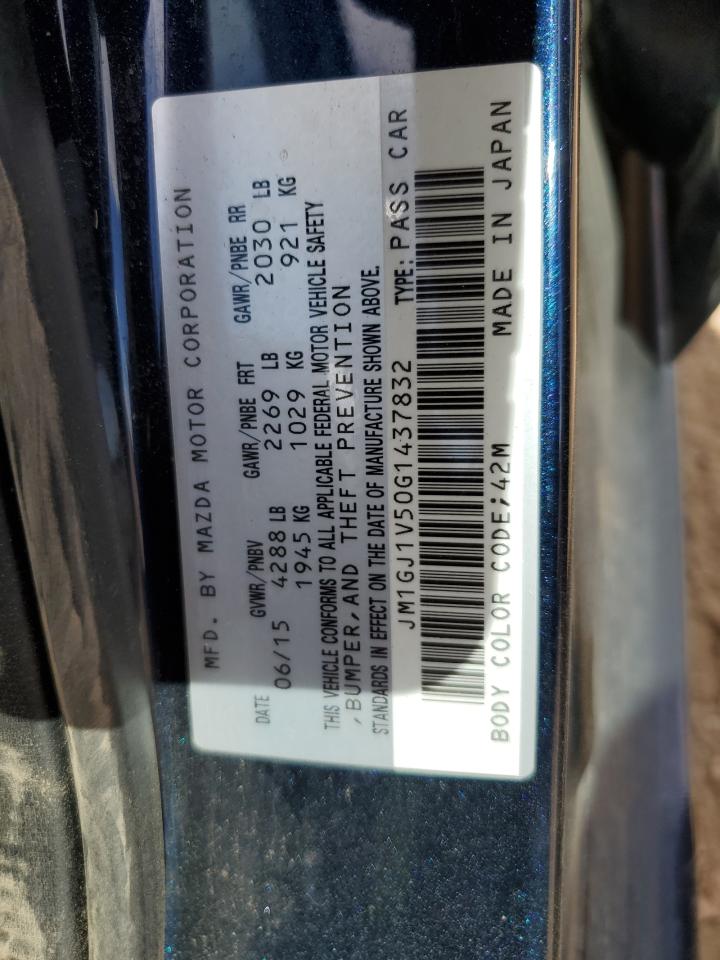 MFD. BY MAZDA MOTOR CORPORATION
DATE GVWR/PNBV GAWR/PNBE FRT GAWR/PNBE RR
06/15 4288 LB 2269 LB 2030 LB
1945 KG 1029 KG 921 KG
THIS VEHICLE CONFORMS TO ALL APPLICABLE FEDERAL MOTOR VEHICLE SAFETY
,BUMPER,AND THEFT PREVENTION
STANDARDS IN EFFECT ON THE DATE OF MANUFACTURE SHOWN ABOVE.
JM1GJ1V50G1437832 TYPE: PASS CAR
BODY COLOR CODE;42M MADE IN JAPAN